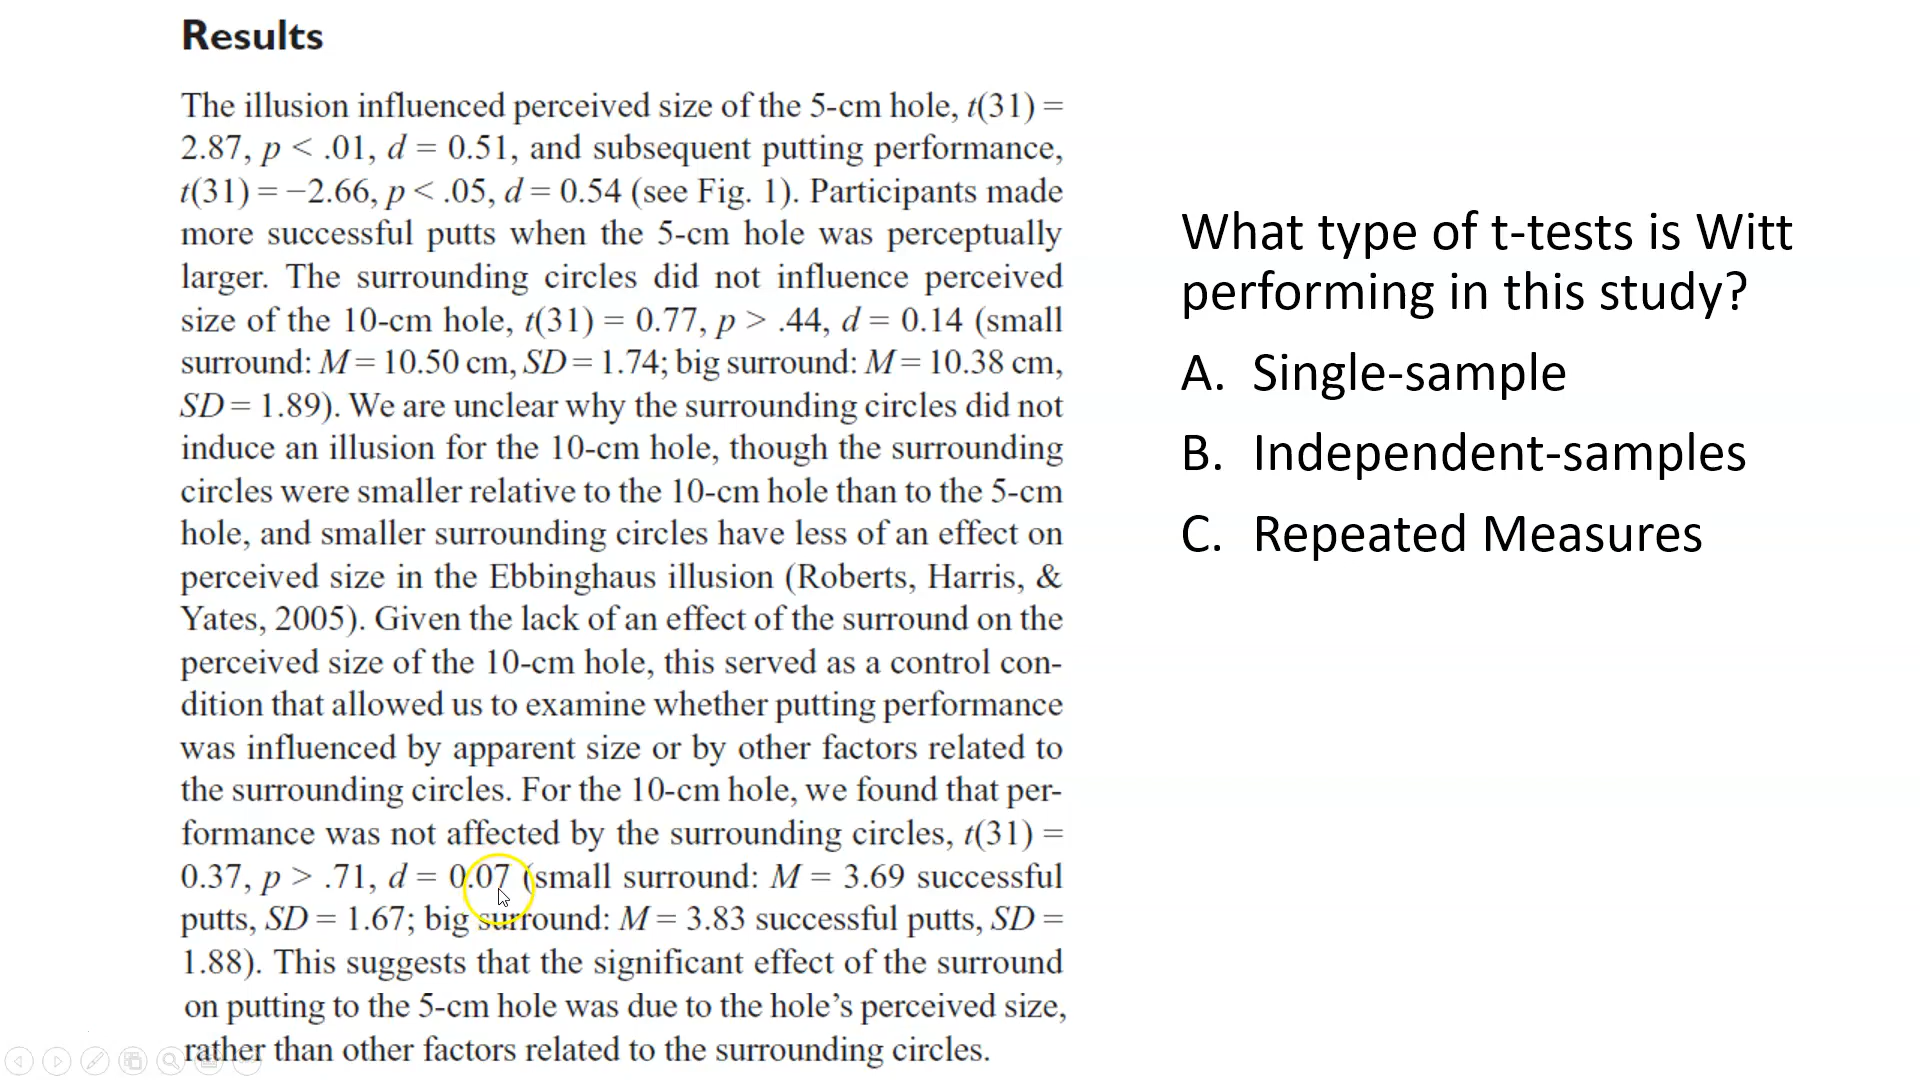 Results
The illusion influenced perceived size of the 5-cm hole, t(31) =
2.87, p < .01, d = 0.51, and subsequent putting performance,
t(31) = −2.66, p < .05, d = 0.54 (see Fig. 1). Participants made
more successful putts when the 5-cm hole was perceptually
larger. The surrounding circles did not influence perceived
size of the 10-cm hole, t(31) = 0.77, p > .44, d = 0.14 (small
surround: M = 10.50 cm, SD = 1.74; big surround: M = 10.38 cm,
SD = 1.89). We are unclear why the surrounding circles did not
induce an illusion for the 10-cm hole, though the surrounding
circles were smaller relative to the 10-cm hole than to the 5-cm
hole, and smaller surrounding circles have less of an effect on
perceived size in the Ebbinghaus illusion (Roberts, Harris, &
Yates, 2005). Given the lack of an effect of the surround on the
perceived size of the 10-cm hole, this served as a control con-
dition that allowed us to examine whether putting performance
was influenced by apparent size or by other factors related to
the surrounding circles. For the 10-cm hole, we found that per-
formance was not affected by the surrounding circles, t(31) =
0.37, p > .71, d = 0.07 (small surround: M = 3.69 successful
putts, SD = 1.67; big surround: M = 3.83 successful putts, SD =
1.88). This suggests that the significant effect of the surround
on putting to the 5-cm hole was due to the hole's perceived size,
rather than other factors related to the surrounding circles.
What type of t-tests is Witt
performing in this study?
A. Single-sample
B. Independent-samples
C. Repeated Measures